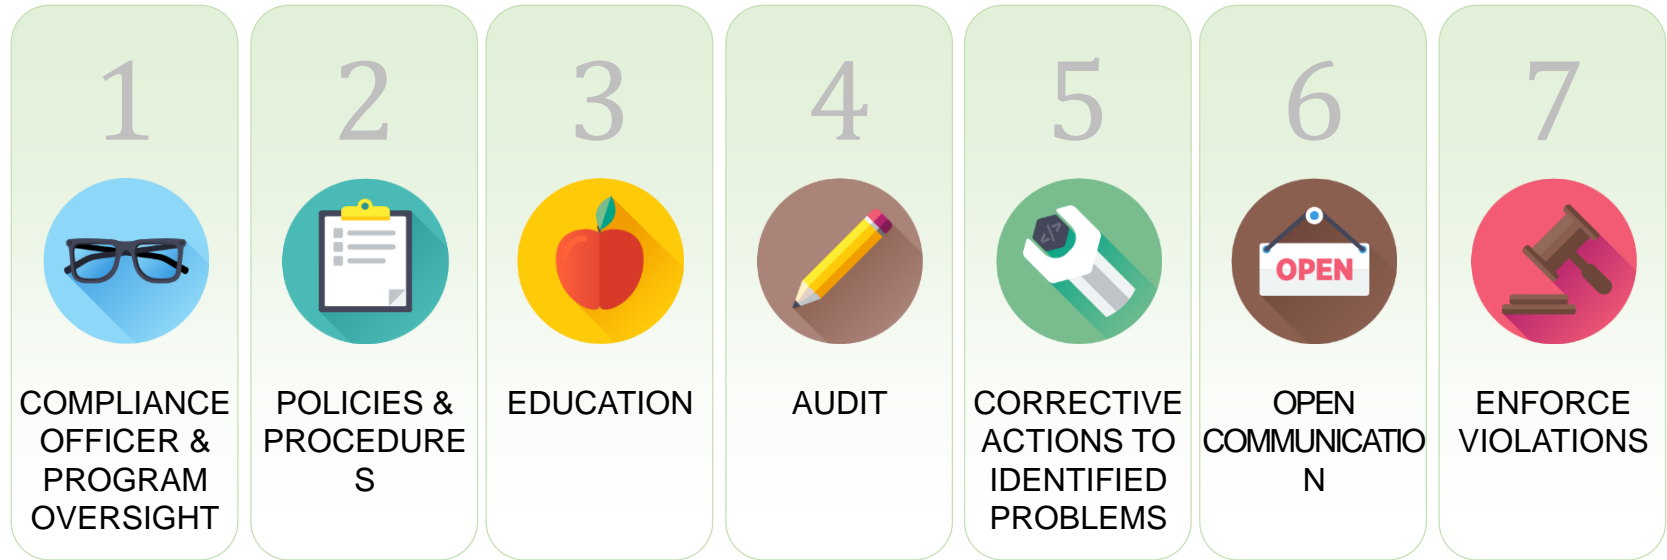 1
COMPLIANCE
OFFICER &
PROGRAM
OVERSIGHT
2
POLICIES &
PROCEDURE
S
3
EDUCATION
4
AUDIT
5
</>
CORRECTIVE
ACTIONS TO
IDENTIFIED
PROBLEMS
6
OPEN
OPEN
COMMUNICATIO
N
7
ENFORCE
VIOLATIONS